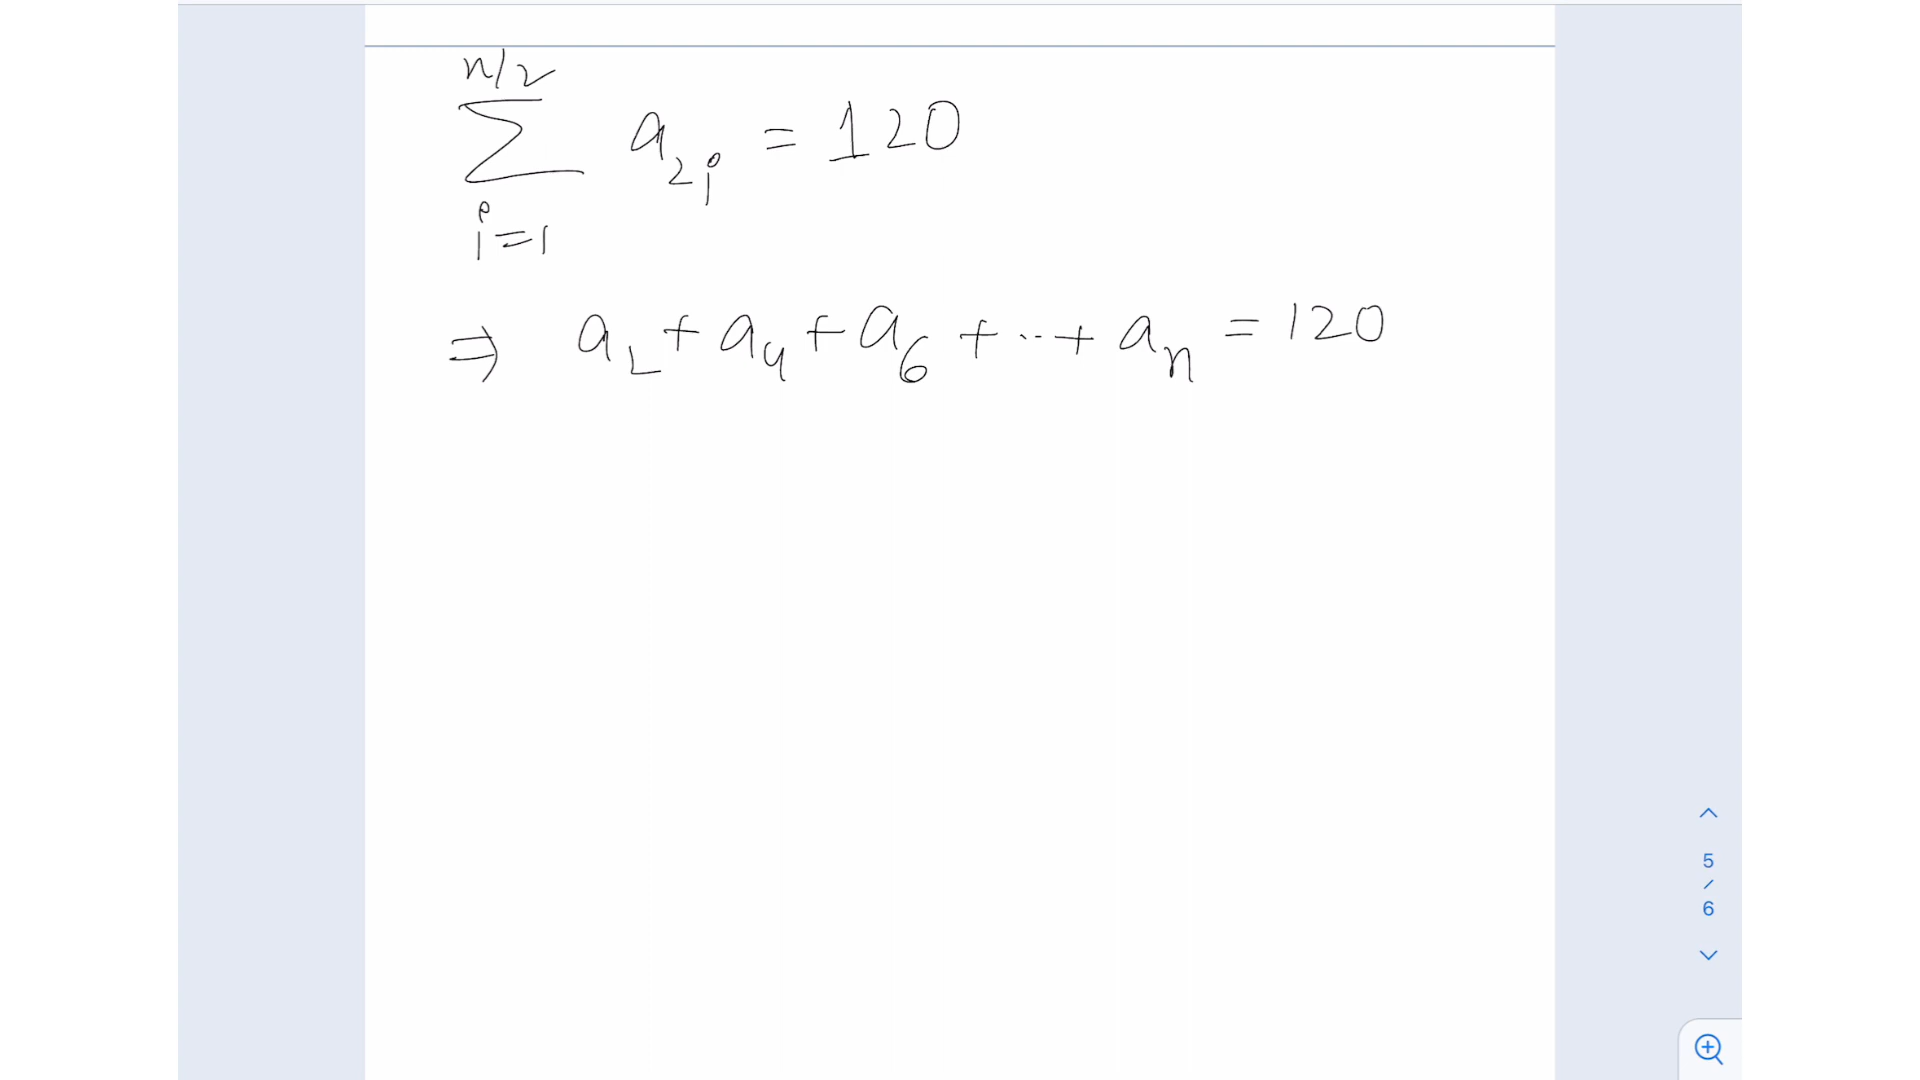 n/2
∑ a_{2i} = 120
i=1
⇒ a_2 + a_4 + a_6 + ... + a_n = 120
5
/
6